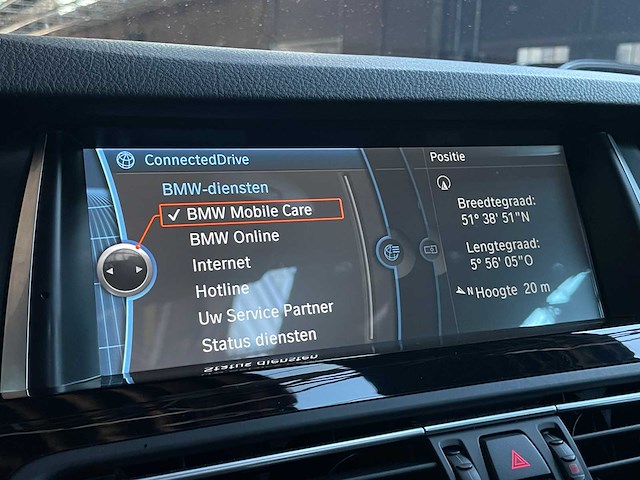 ConnectedDrive
BMW-diensten
✓ BMW Mobile Care
BMW Online
Internet
Hotline
Uw Service Partner
Status diensten
Positie
Breedtegraad:
51° 38' 51"N
Lengtegraad:
5° 56' 05"O
N Hoogte 20 m